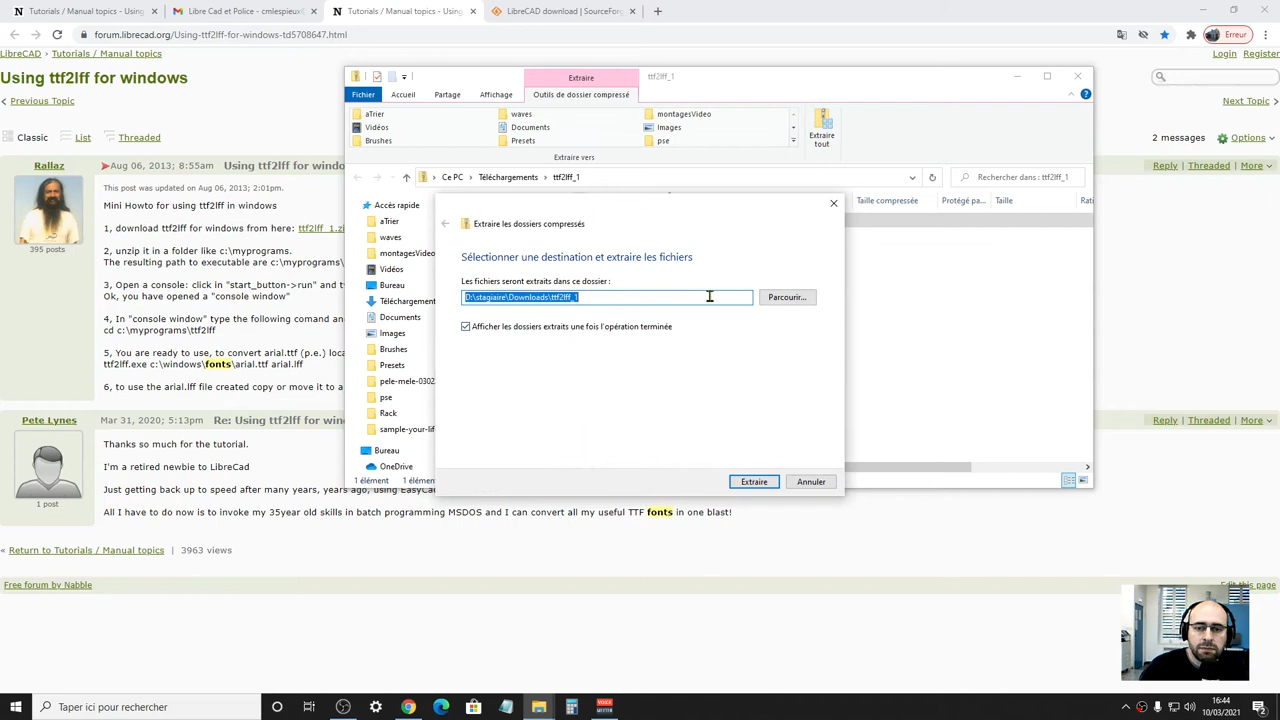 Tutorials / Manual topics - Using
Libre Cad et Police - cmlespieux@
Tutorials / Manual topics - Using
LibreCAD download | SourceForg
forum.librecad.org/Using-ttf2lff-for-windows-td5708647.html
Erreur
LibreCAD / Tutorials / Manual topics
Login Register
Using ttf2lff for windows
‹ Previous Topic
Next Topic ›
Classic List Threaded
2 messages Options
Rallaz
395 posts
Aug 06, 2013; 8:55am Using ttf2lff for windo
Reply Threaded More
This post was updated on Aug 06, 2013; 2:01pm.
Mini Howto for using ttf2lff in windows
1, download ttf2lff for windows from here: ttf2lff_1.zi
2, unzip it in a folder like c:\myprograms.
The resulting path to executable are c:\myprograms\
3, Open a console: click in "start_button->run" and
Ok, you have opened a "console window"
4, In "console window" type the following comand en
cd c:\myprograms\ttf2lff
5, You are ready to use, to convert arial.ttf (p.e.) loca
ttf2lff.exe c:\windows\fonts\arial.ttf arial.lff
6, to use the arial.lff file created copy or move it to a
Extraire
ttf2lff_1
Fichier Accueil Partage Affichage Outils de dossier compressé
aTrier waves montagesVideo
Vidéos Documents Images
Brushes Presets pse
Extraire tout
Extraire vers
Ce PC Téléchargements ttf2lff_1
Rechercher dans : ttf2lff_1
Taille compressée Protégé pa... Taille
Accès rapide
aTrier
waves
montagesVideo
Vidéos
Bureau
Téléchargement
Documents
Images
Brushes
Presets
pele-mele-0302
pse
Rack
sample-your-lif
Bureau
OneDrive
1 élément 1 élémen
Extraire les dossiers compressés
Sélectionner une destination et extraire les fichiers
Les fichiers seront extraits dans ce dossier :
D:\stagiaire\Downloads\ttf2lff_1
Parcourir...
Afficher les dossiers extraits une fois l'opération terminée
Extraire Annuler
Pete Lynes
1 post
Mar 31, 2020; 5:13pm Re: Using ttf2lff for win
Reply Threaded More
Thanks so much for the tutorial.
I'm a retired newbie to LibreCad
Just getting back up to speed after many years, years ago, using EasyCa
All I have to do now is to invoke my 35year old skills in batch programming MSDOS and I can convert all my useful TTF fonts in one blast!
« Return to Tutorials / Manual topics | 3963 views
Free forum by Nabble
Edit this page
Taper ici pour rechercher
16:44
10/03/2021
2